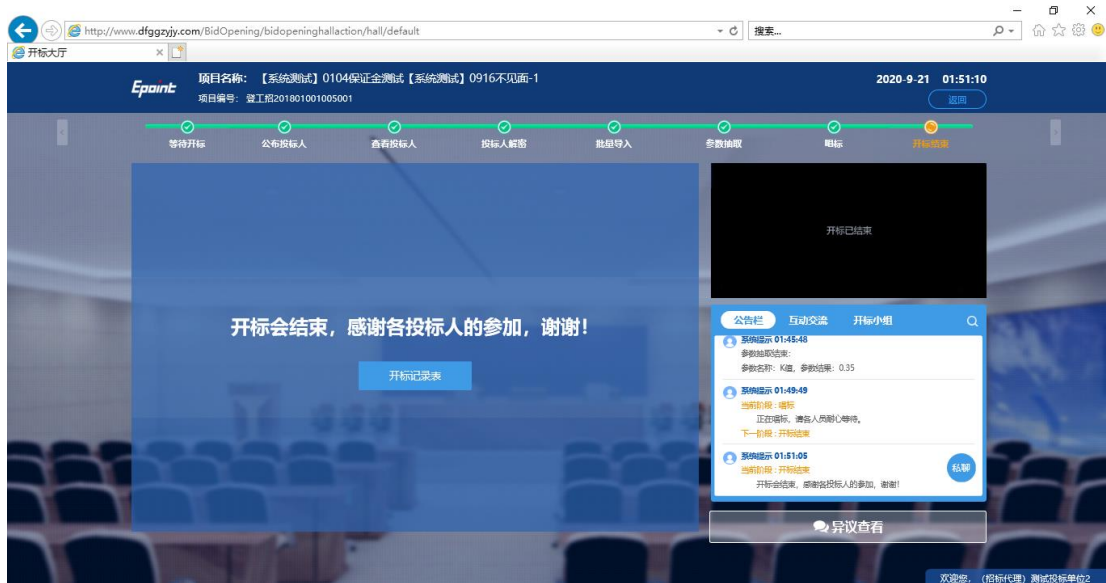 http://www.dfggzyjy.com/BidOpening/bidopeninghallaction/hall/default
搜索...
开标大厅
Epoint
项目名称： 【系统测试】0104保证金测试【系统测试】0916不见面-1
2020-9-21 01:51:10
项目编号： 登工招201801001005001
返回
等待开标 公布投标人 查看投标人 投标人解密 批量导入 参数抽取 唱标 开标结束
开标已结束
开标会结束，感谢各投标人的参加，谢谢！
开标记录表
公告栏 互动交流 开标小组
系统提示 01:45:48
参数抽取结束：
参数名称： K值，参数结果： 0.35
系统提示 01:49:49
当前阶段：唱标
正在唱标，请各人员耐心等待。
下一阶段：开标结束
系统提示 01:51:05
当前阶段：开标结束
开标会结束，感谢各投标人的参加，谢谢！
私聊
异议查看
欢迎您，（招标代理）测试投标单位2